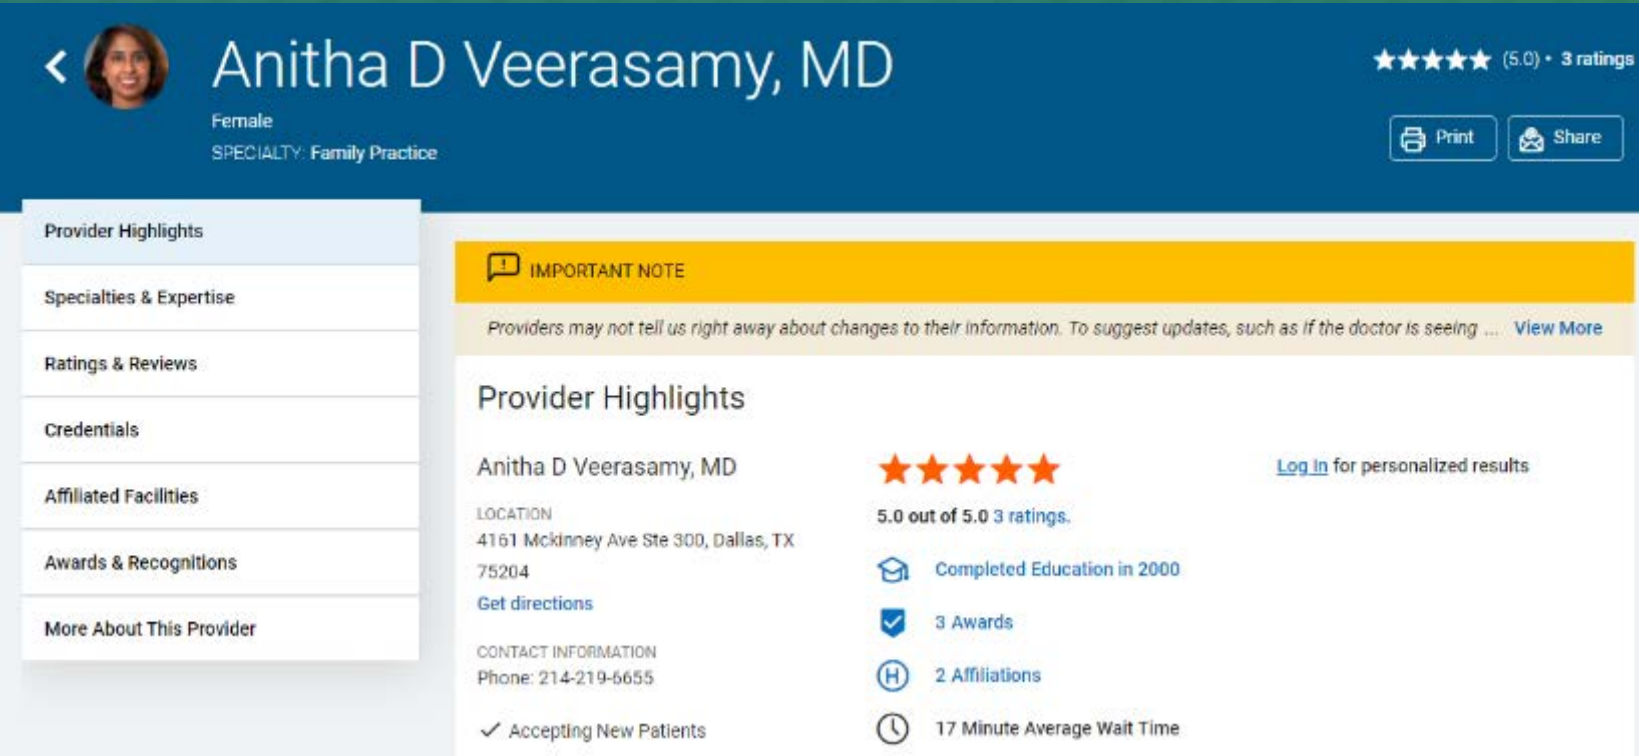 Anitha D Veerasamy, MD
★★★★★ (5.0) • 3 ratings
Female
SPECIALTY: Family Practice
Print
Share
Provider Highlights
Specialties & Expertise
Ratings & Reviews
Credentials
Affiliated Facilities
Awards & Recognitions
More About This Provider
IMPORTANT NOTE
Providers may not tell us right away about changes to their information. To suggest updates, such as if the doctor is seeing ... View More
Provider Highlights
Anitha D Veerasamy, MD
LOCATION
4161 Mckinney Ave Ste 300, Dallas, TX
75204
Get directions
CONTACT INFORMATION
Phone: 214-219-6655
✓ Accepting New Patients
★★★★★
5.0 out of 5.0 3 ratings.
Completed Education in 2000
3 Awards
H 2 Affiliations
17 Minute Average Wait Time
Log In for personalized results